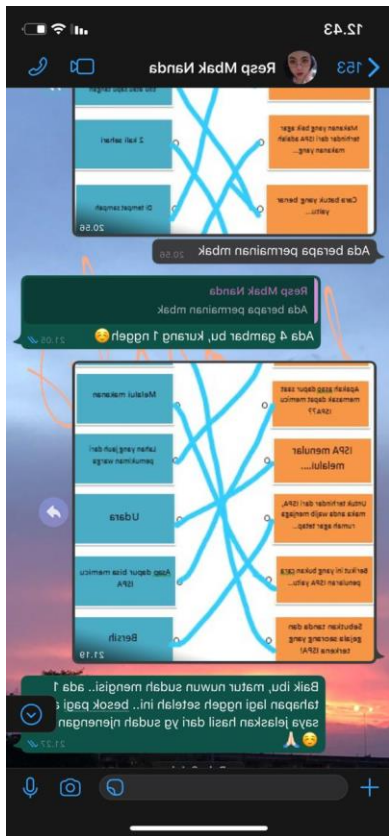 12.43
153
Resp Mbak Nanda
Makanan yang baik agar
terhindar dari ISPA adalah
makanan yang...
2 kali sehari
Cara batuk yang benar
yaitu....
Di tempat sampah
20.56
Ada berapa permainan mbak 20.56
Resp Mbak Nanda
Ada berapa permainan mbak
Ada 4 gambar bu, kurang 1 nggeh ☺️ 21.05
Apakah asap dapur saat
memasak dapat memicu
ISPA??
Melalui makanan
ISPA menular
melalui.....
Lahan yang jauh dari
pemukiman warga
Untuk terhindar dari ISPA,
maka anda wajib menjaga
rumah agar tetap...
Udara
Berikut ini yang bukan cara
penularan ISPA yaitu...
Asap dapur bisa memicu
ISPA
Sebutkan tanda dan
gejala seorang yang
terkena ISPA!
Bersih
21.19
Baik ibu, matur nuwun sudah mengisi.. ada 1
tahapan lagi nggeh setelah ini.. besok pagi
saya jelaskan hasil dari yg sudah njenengan
☺️🙏🏻 21.27